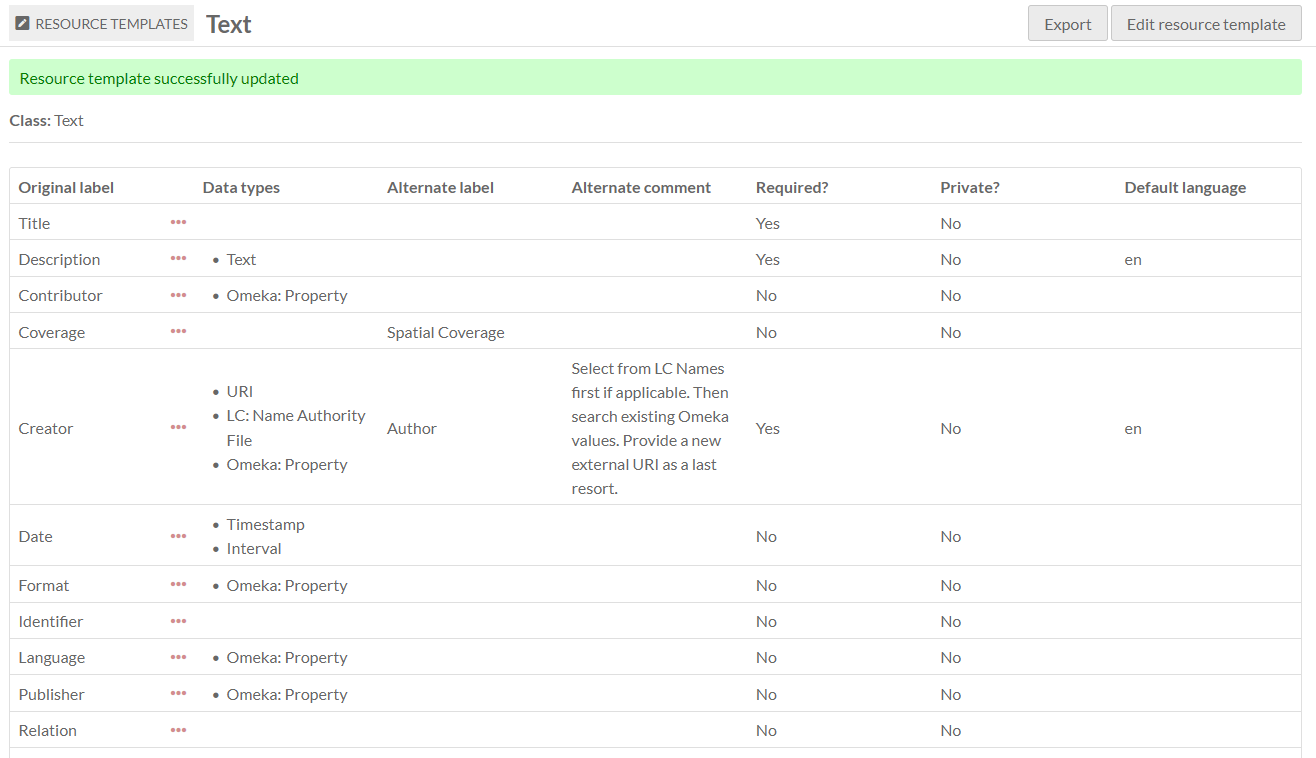 RESOURCE TEMPLATES Text Export Edit resource template
Resource template successfully updated
Class: Text
Original label Data types Alternate label Alternate comment Required? Private? Default language
Title ••• Yes No
Description ••• • Text Yes No en
Contributor ••• • Omeka: Property No No
Coverage ••• Spatial Coverage No No
Creator •••
• URI
• LC: Name Authority
File
• Omeka: Property
Author
Select from LC Names
first if applicable. Then
search existing Omeka
values. Provide a new
external URI as a last
resort.
Yes No en
Date •••
• Timestamp
• Interval
No No
Format ••• • Omeka: Property No No
Identifier ••• No No
Language ••• • Omeka: Property No No
Publisher ••• • Omeka: Property No No
Relation ••• No No